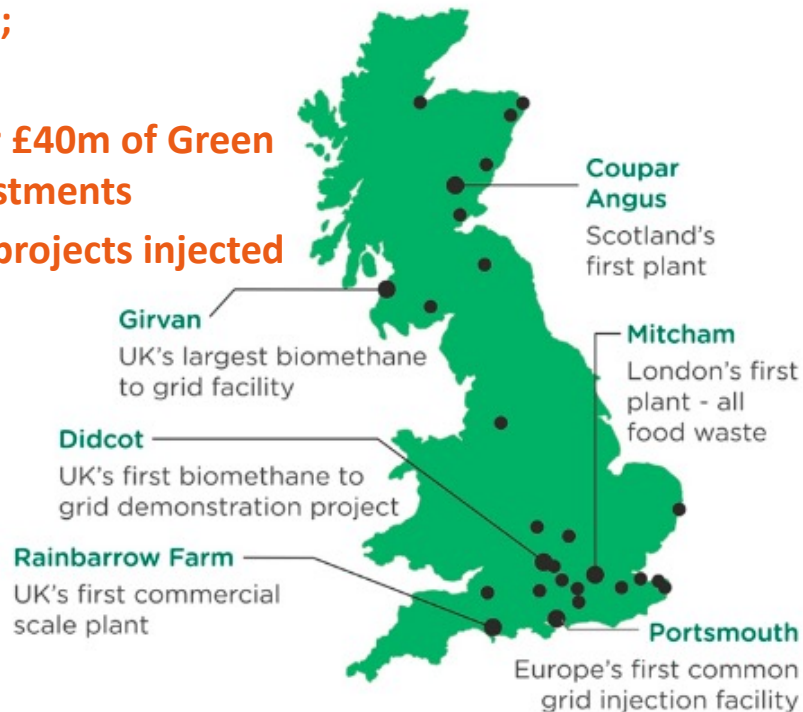 ;
£40m of Green
stments
projects injected
Coupar
Angus
Scotland's
first plant
Girvan
UK's largest biomethane
to grid facility
Mitcham
London's first
plant - all
food waste
Didcot
UK's first biomethane to
grid demonstration project
Rainbarrow Farm
UK's first commercial
scale plant
Portsmouth
Europe's first common
grid injection facility